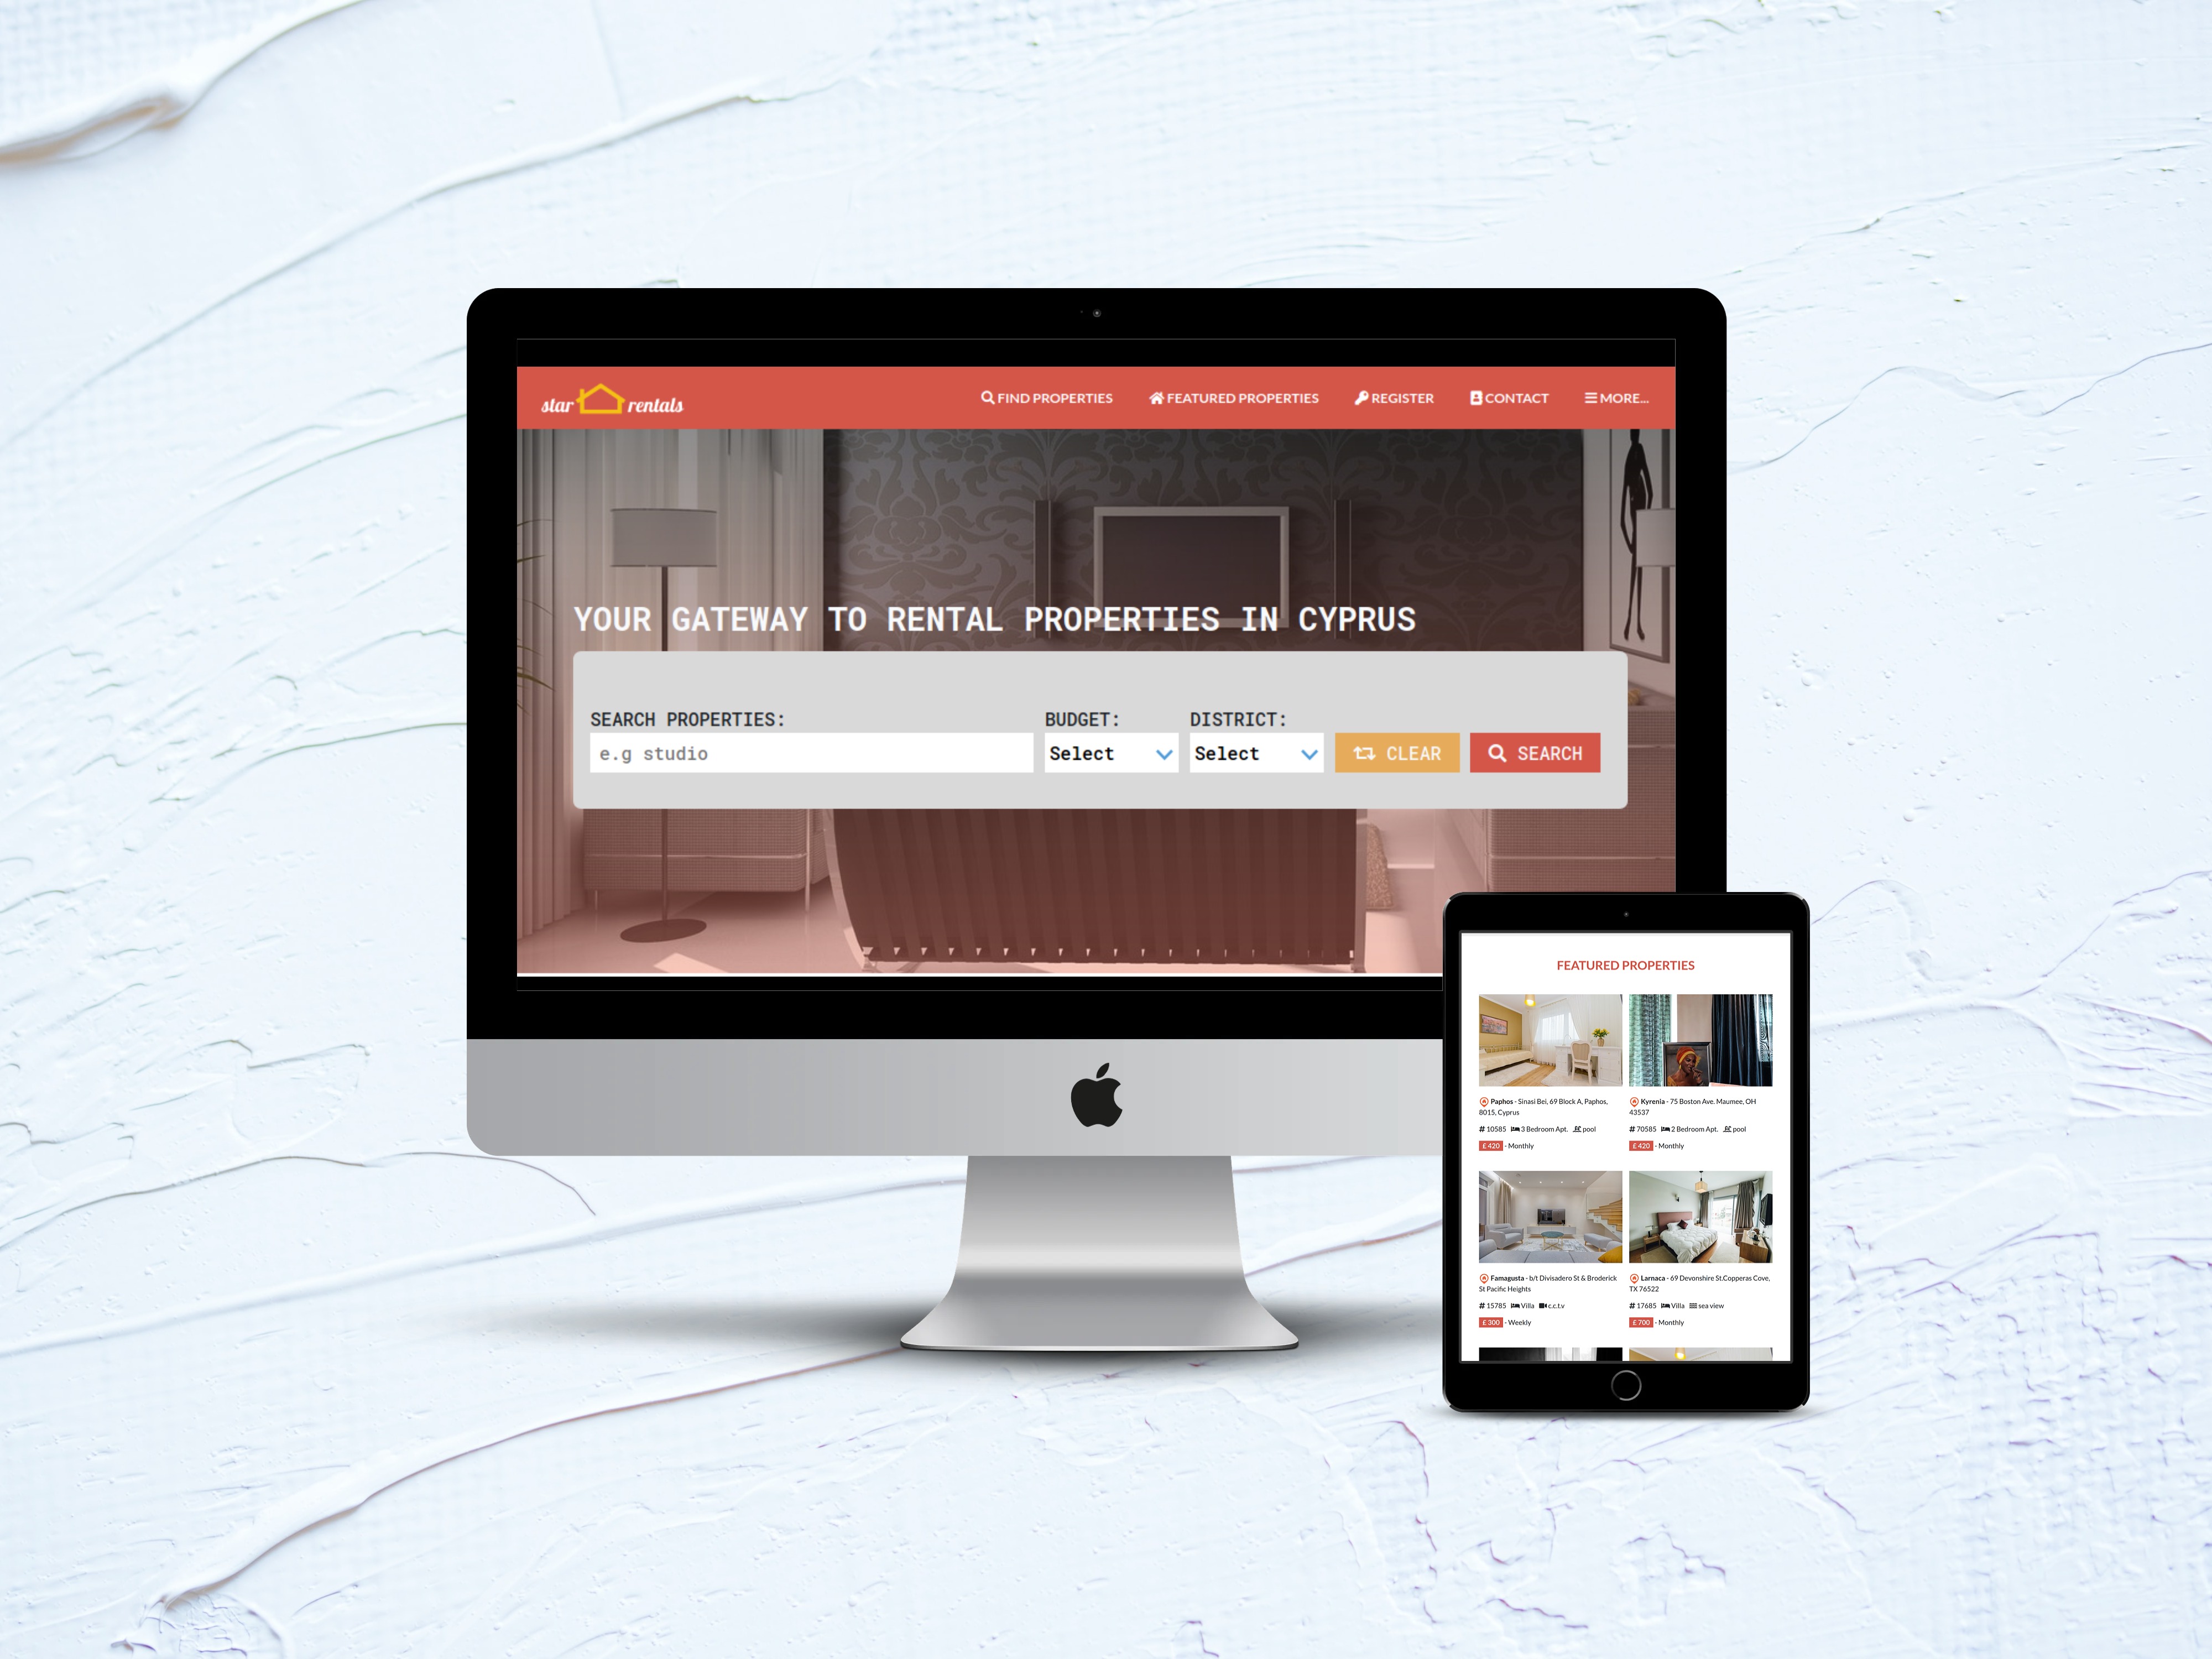 star rentals
FIND PROPERTIES FEATURED PROPERTIES REGISTER CONTACT MORE...
YOUR GATEWAY TO RENTAL PROPERTIES IN CYPRUS
SEARCH PROPERTIES: BUDGET: DISTRICT:
e.g studio Select Select CLEAR SEARCH
FEATURED PROPERTIES
Paphos - Sinasi Bei, 69 Block A, Paphos,
8015, Cyprus
# 10585 3 Bedroom Apt. pool
£ 420 - Monthly
Kyrenia - 75 Boston Ave. Maumee, OH
43537
# 70585 2 Bedroom Apt. pool
£ 420 - Monthly
Famagusta - b/t Divisadero St & Broderick
St Pacific Heights
# 15785 Villa c.c.t.v
£ 300 - Weekly
Larnaca - 69 Devonshire St.Copperas Cove,
TX 76522
# 17685 Villa sea view
£ 700 - Monthly